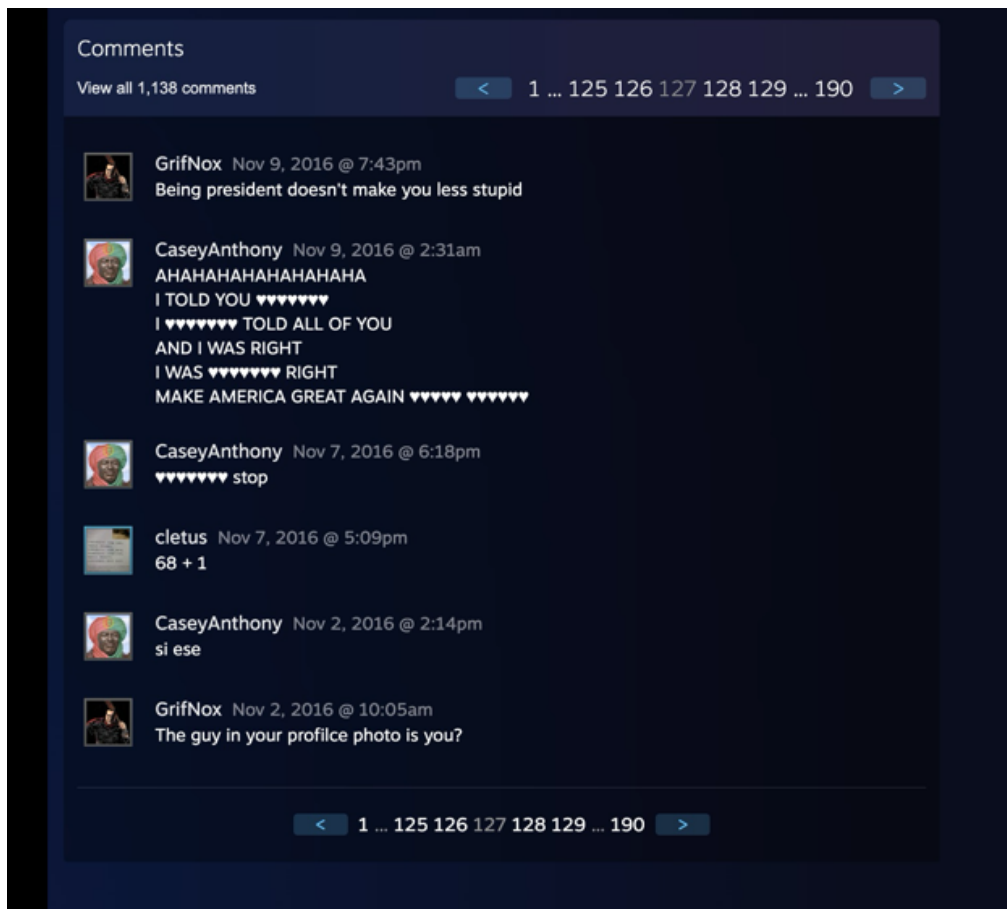 Comments
View all 1,138 comments
< 1 ... 125 126 127 128 129 ... 190 >
GrifNox Nov 9, 2016 @ 7:43pm
Being president doesn't make you less stupid
CaseyAnthony Nov 9, 2016 @ 2:31am
AHAHAHAHAHAHAHAHA
I TOLD YOU ♥♥♥♥♥♥♥
I ♥♥♥♥♥♥♥ TOLD ALL OF YOU
AND I WAS RIGHT
I WAS ♥♥♥♥♥♥♥ RIGHT
MAKE AMERICA GREAT AGAIN ♥♥♥♥♥ ♥♥♥♥♥♥
CaseyAnthony Nov 7, 2016 @ 6:18pm
♥♥♥♥♥♥♥ stop
cletus Nov 7, 2016 @ 5:09pm
68 + 1
CaseyAnthony Nov 2, 2016 @ 2:14pm
si ese
GrifNox Nov 2, 2016 @ 10:05am
The guy in your profilce photo is you?
< 1 ... 125 126 127 128 129 ... 190 >